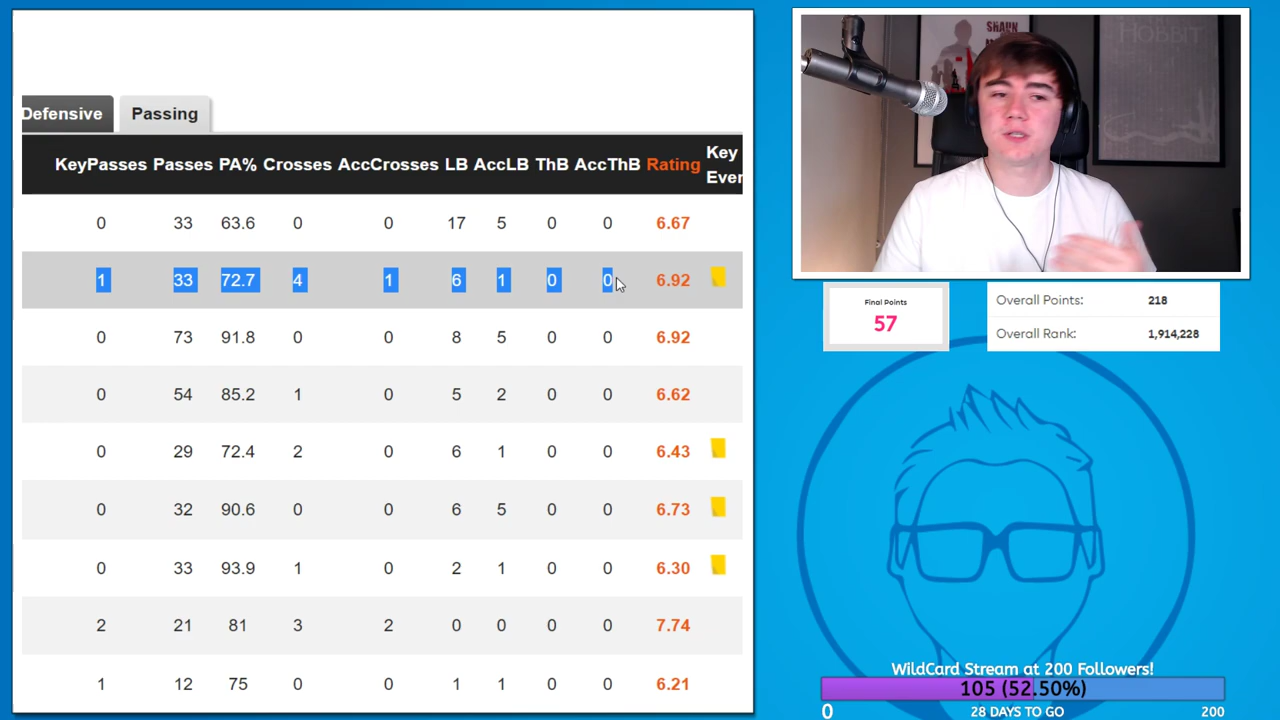 Defensive Passing
KeyPasses Passes PA% Crosses AccCrosses LB AccLB ThB AccThB Rating Key
Ever
0 33 63.6 0 0 17 5 0 0 6.67
1 33 72.7 4 1 6 1 0 0 6.92
0 73 91.8 0 0 8 5 0 0 6.92
0 54 85.2 1 0 5 2 0 0 6.62
0 29 72.4 2 0 6 1 0 0 6.43
0 32 90.6 0 0 6 5 0 0 6.73
0 33 93.9 1 0 2 1 0 0 6.30
2 21 81 3 2 0 0 0 0 7.74
1 12 75 0 0 1 1 0 0 6.21
SHAUN
HOBBIT
Final Points
57
Overall Points: 218
Overall Rank: 1,914,228
WildCard Stream at 200 Followers!
105 (52.50%)
0 28 DAYS TO GO 200